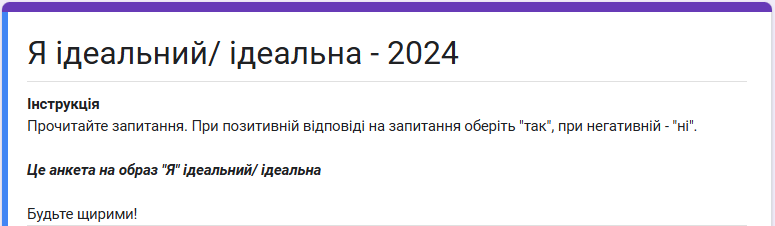 Я ідеальний/ ідеальна - 2024
Інструкція
Прочитайте запитання. При позитивній відповіді на запитання оберіть "так", при негативній - "ні".
Це анкета на образ "Я" ідеальний/ ідеальна
Будьте щирими!